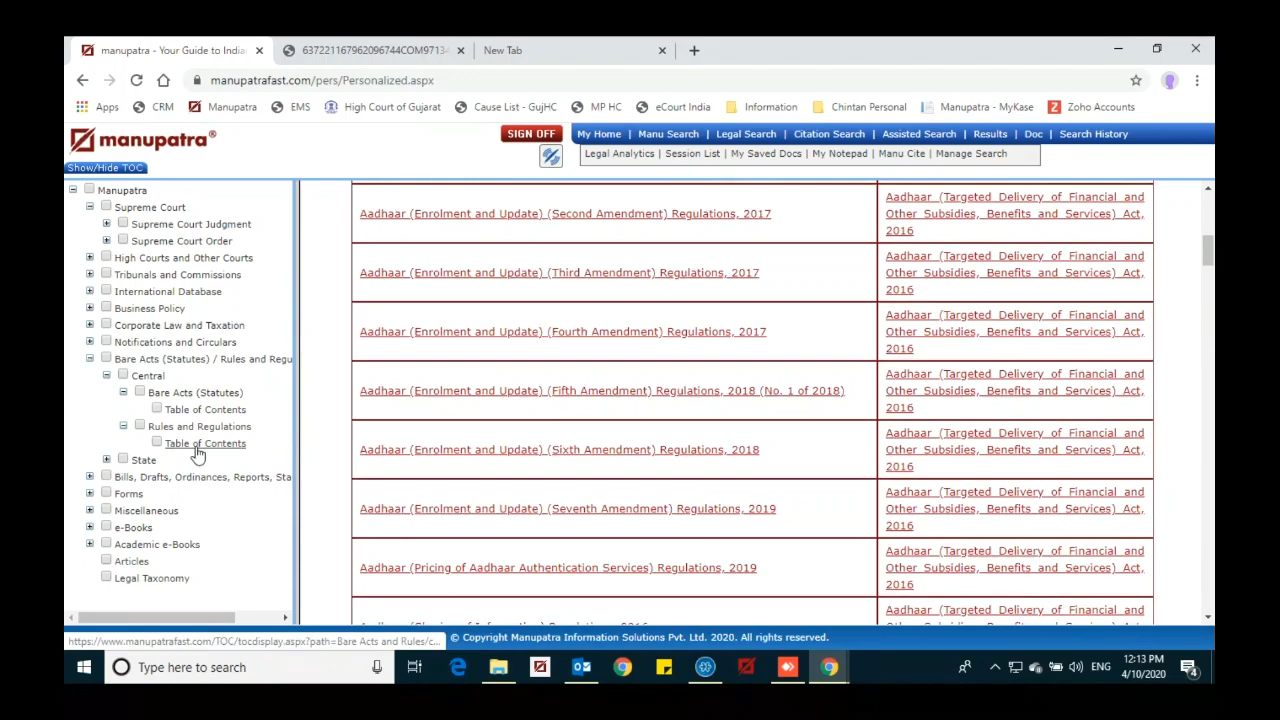 manupatra - Your Guide to India
637221167962096744COM9713
New Tab
manupatrafast.com/pers/Personalized.aspx
Apps
CRM
Manupatra
EMS
High Court of Gujarat
Cause List - GujHC
MP HC
eCourt India
Information
Chintan Personal
Manupatra - MyKase
Zoho Accounts
manupatra®
SIGN OFF
My Home | Manu Search | Legal Search | Citation Search | Assisted Search | Results | Doc | Search History
Legal Analytics | Session List | My Saved Docs | My Notepad | Manu Cite | Manage Search
Show/Hide TOC
Manupatra
Supreme Court
Supreme Court Judgment
Supreme Court Order
High Courts and Other Courts
Tribunals and Commissions
International Database
Business Policy
Corporate Law and Taxation
Notifications and Circulars
Bare Acts (Statutes) / Rules and Regu
Central
Bare Acts (Statutes)
Table of Contents
Rules and Regulations
Table of Contents
State
Bills, Drafts, Ordinances, Reports, Sta
Forms
Miscellaneous
e-Books
Academic e-Books
Articles
Legal Taxonomy
Aadhaar (Enrolment and Update) (Second Amendment) Regulations, 2017
Aadhaar (Targeted Delivery of Financial and
Other Subsidies, Benefits and Services) Act,
2016
Aadhaar (Enrolment and Update) (Third Amendment) Regulations, 2017
Aadhaar (Targeted Delivery of Financial and
Other Subsidies, Benefits and Services) Act,
2016
Aadhaar (Enrolment and Update) (Fourth Amendment) Regulations, 2017
Aadhaar (Targeted Delivery of Financial and
Other Subsidies, Benefits and Services) Act,
2016
Aadhaar (Enrolment and Update) (Fifth Amendment) Regulations, 2018 (No. 1 of 2018)
Aadhaar (Targeted Delivery of Financial and
Other Subsidies, Benefits and Services) Act,
2016
Aadhaar (Enrolment and Update) (Sixth Amendment) Regulations, 2018
Aadhaar (Targeted Delivery of Financial and
Other Subsidies, Benefits and Services) Act,
2016
Aadhaar (Enrolment and Update) (Seventh Amendment) Regulations, 2019
Aadhaar (Targeted Delivery of Financial and
Other Subsidies, Benefits and Services) Act,
2016
Aadhaar (Pricing of Aadhaar Authentication Services) Regulations, 2019
Aadhaar (Targeted Delivery of Financial and
Other Subsidies, Benefits and Services) Act,
2016
Aadhaar (Targeted Delivery of Financial and
https://www.manupatrafast.com/TOC/tocdisplay.aspx?path=Bare Acts and Rules/c...
© Copyright Manupatra Information Solutions Pvt. Ltd. 2020. All rights reserved.
Type here to search
ENG
12:13 PM
4/10/2020
4